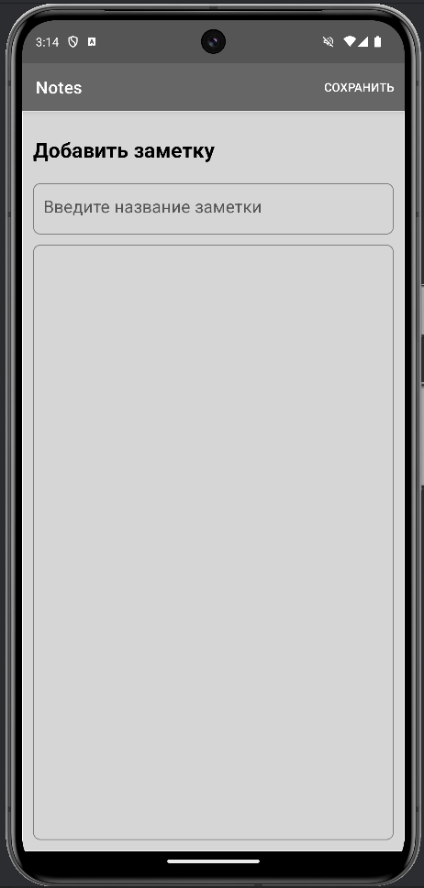 3:14
Notes
СОХРАНИТЬ
Добавить заметку
Введите название заметки